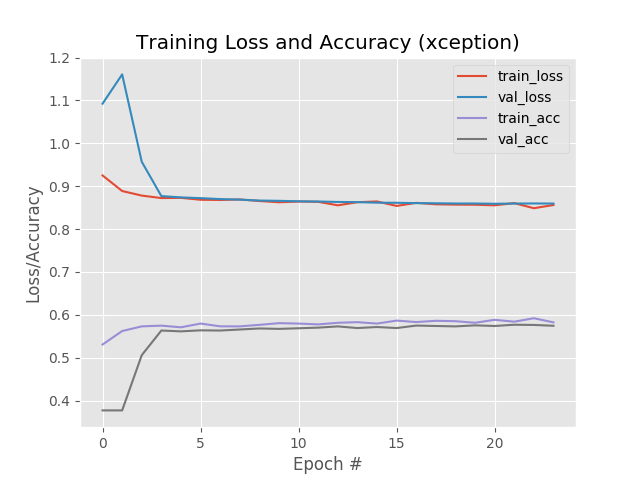 Training Loss and Accuracy (xception)
1.2
1.1
1.0
0.9
0.8
0.7
0.6
0.5
0.4
Loss/Accuracy
train_loss
val_loss
train_acc
val_acc
0 5 10 15 20
Epoch #